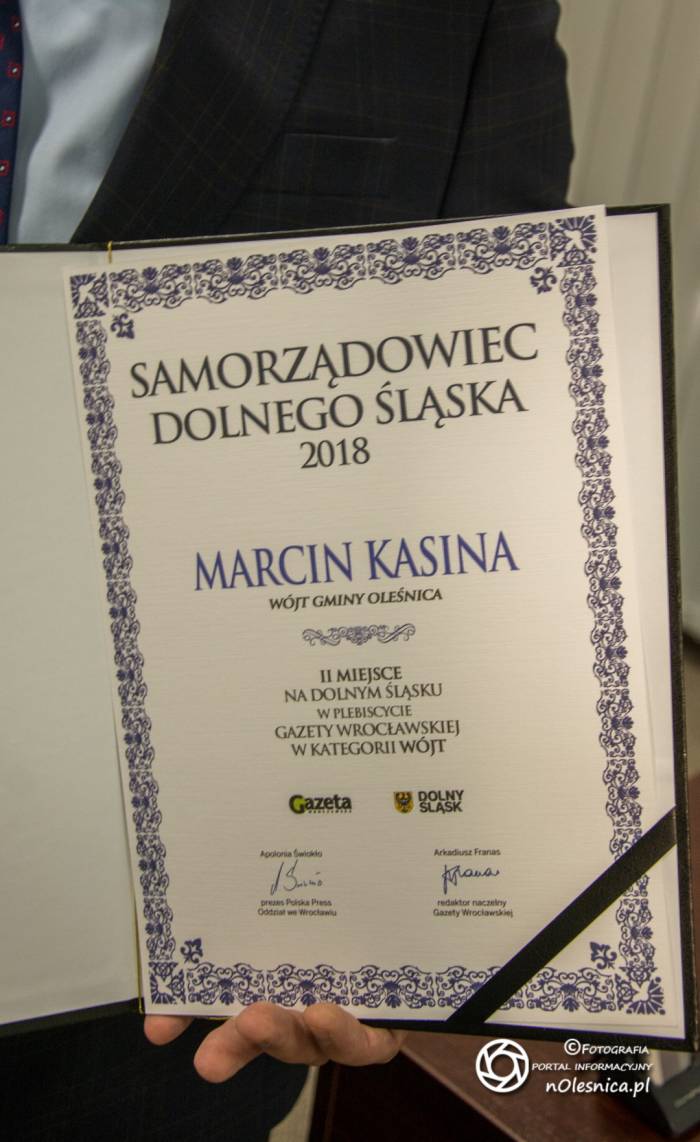 SAMORZĄDOWIEC
DOLNEGO ŚLĄSKA
2018
MARCIN KASINA
WÓJT GMINY OLEŚNICA
II MIEJSCE
NA DOLNYM ŚLĄSKU
W PLEBISCYCIE
GAZETY WROCŁAWSKIEJ
W KATEGORII WÓJT
Gazeta
WROCŁAWSKA
DOLNY
ŚLĄSK
Apolonia Świokło
prezes Polska Press
Oddział we Wrocławiu
Arkadiusz Franas
redaktor naczelny
Gazety Wrocławskiej
©FOTOGRAFIA
PORTAL INFORMACYJNY
nOlesnica.pl